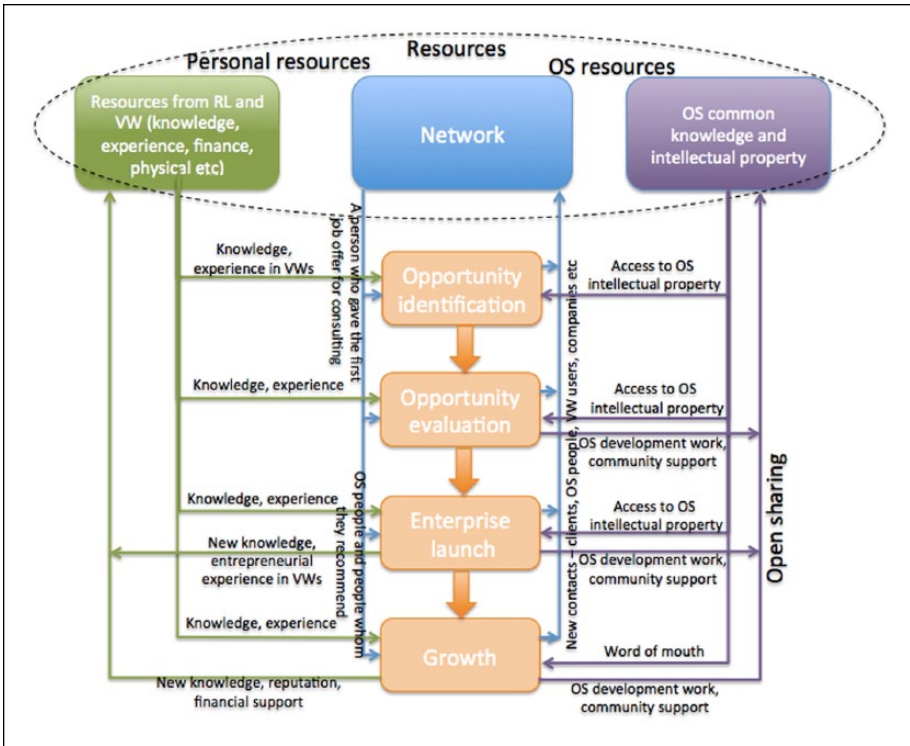 Resources
Personal resources
OS resources
Resources from RL and
VW (knowledge,
experience, finance,
physical etc)
Network
OS common
knowledge and
intellectual property
A person who gave the first
job offer for consulting
Knowledge,
experience in VWs
Opportunity
identification
Access to OS
intellectual property
New contacts – clients, OS people, VW users, companies etc
Knowledge, experience
Opportunity
evaluation
Access to OS
intellectual property
OS development work,
community support
Open sharing
OS people and people whom
they recommend
Knowledge, experience
Enterprise
launch
Access to OS
intellectual property
New knowledge,
entrepreneurial
experience in VWs
OS development work,
community support
Knowledge, experience
Growth
Word of mouth
New knowledge, reputation,
financial support
OS development work,
community support